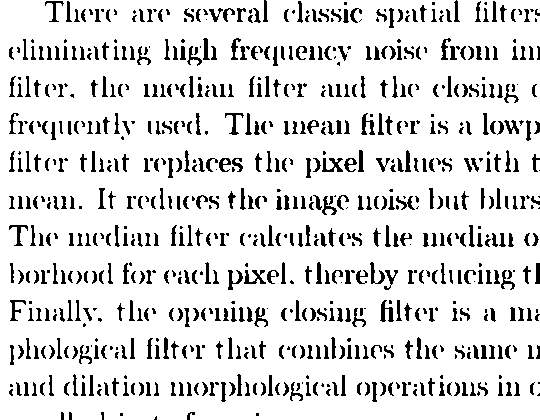 There are several classic spatial filters
eliminating high frequency noise from im
filter, the median filter and the closing o
frequently used. The mean filter is a lowp
filter that replaces the pixel values with t
mean. It reduces the image noise but blurs
The median filter calculates the median o
borhood for each pixel, thereby reducing th
Finally, the opening closing filter is a ma
phological filter that combines the same n
and dilation morphological operations in o